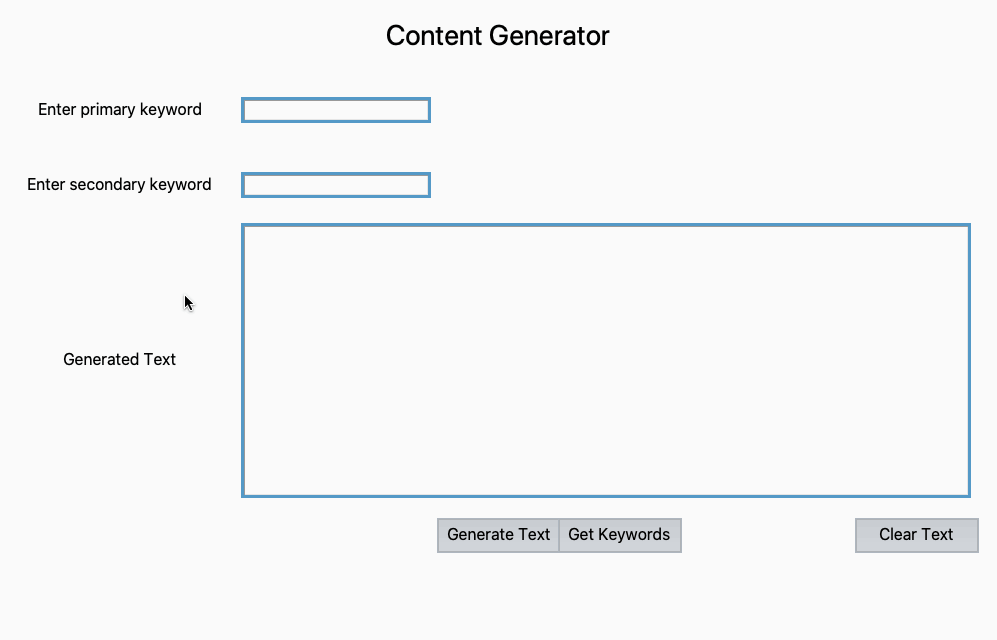 Content Generator
Enter primary keyword
Enter secondary keyword
Generated Text
Generate Text
Get Keywords
Clear Text